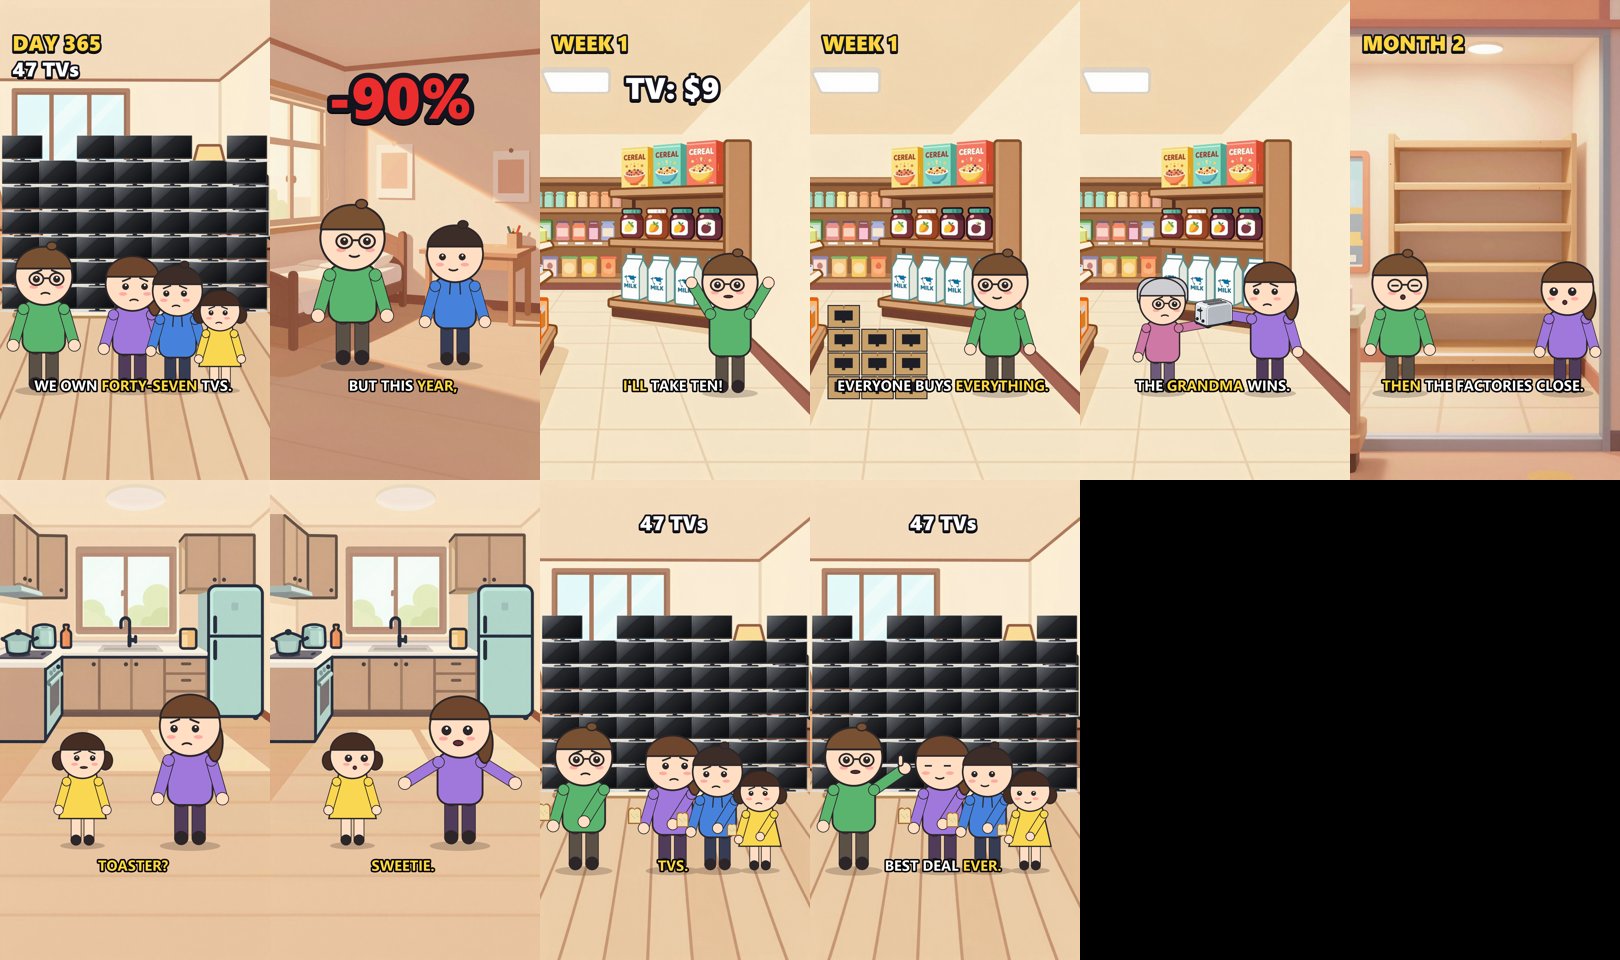 DAY 365
47 TVs
WE OWN FORTY-SEVEN TVS.
-90%
BUT THIS YEAR,
WEEK 1
TV: $9
CEREAL CEREAL CEREAL
MILK MILK MILK
I'LL TAKE TEN!
WEEK 1
CEREAL CEREAL CEREAL
MILK MILK MILK
EVERYONE BUYS EVERYTHING.
CEREAL CEREAL CEREAL
MILK
THE GRANDMA WINS.
MONTH 2
THEN THE FACTORIES CLOSE.
TOASTER?
SWEETIE.
47 TVs
TVS.
47 TVs
BEST DEAL EVER.